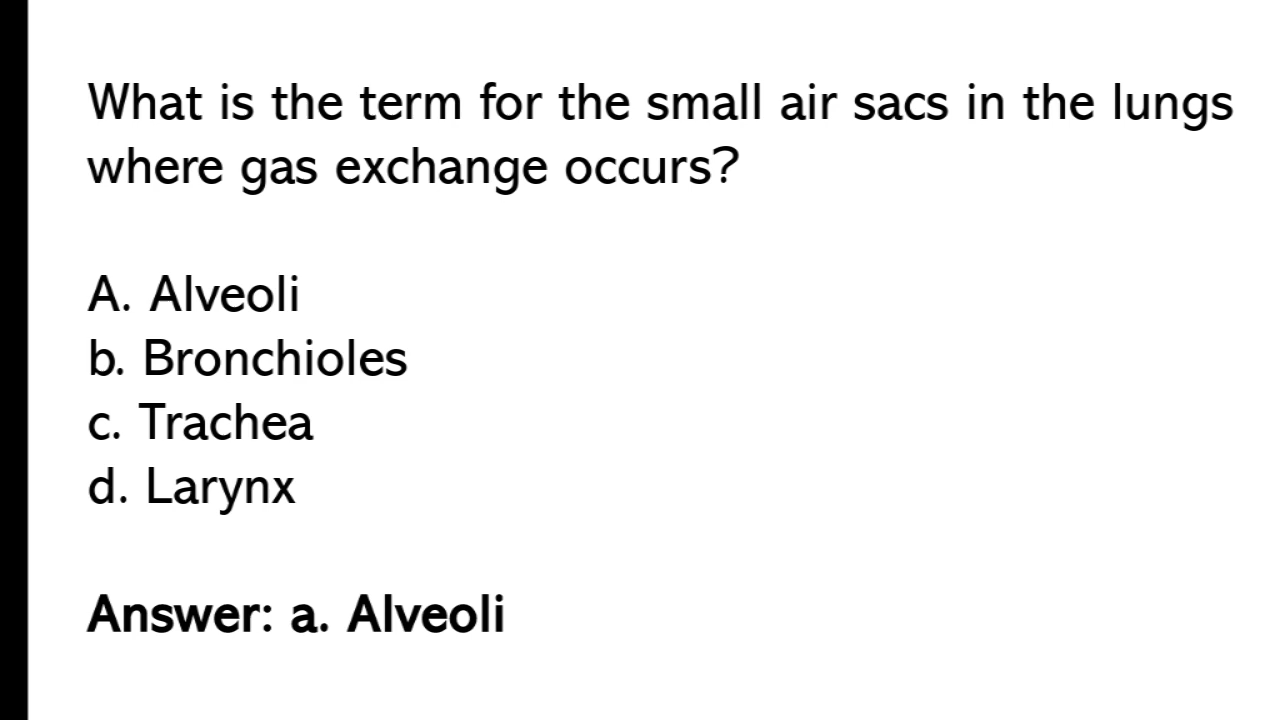 What is the term for the small air sacs in the lungs
where gas exchange occurs?
A. Alveoli
b. Bronchioles
c. Trachea
d. Larynx
Answer: a. Alveoli